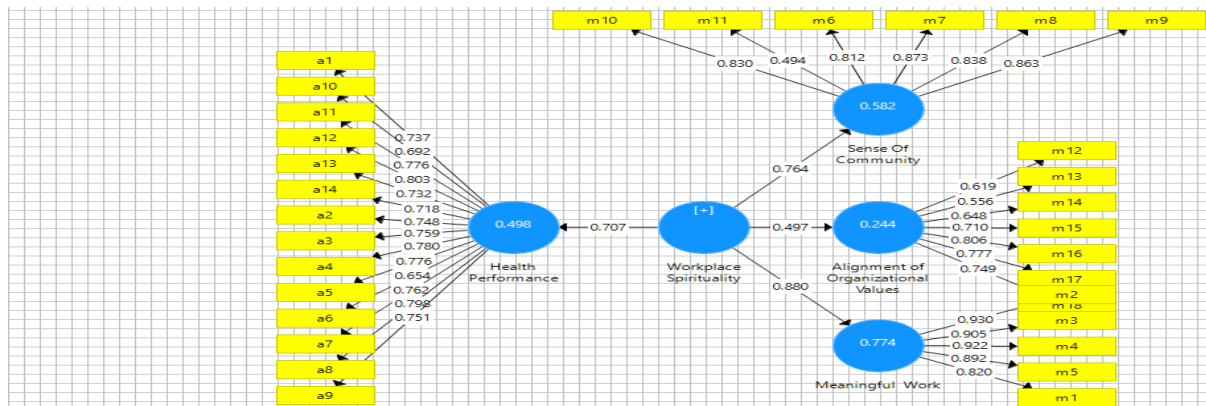 m10
m11
m6
m7
m8
m9
0.830
0.494
0.812
0.873
0.838
0.863
0.582
Sense Of
Community
a1
a10
a11
a12
a13
a14
a2
a3
a4
a5
a6
a7
a8
a9
0.737
0.692
0.776
0.803
0.732
0.718
0.748
0.759
0.780
0.776
0.654
0.762
0.798
0.751
0.498
Health
Performance
0.707
[+]
Workplace
Spirituality
0.764
0.497
0.880
0.244
Alignment of
Organizational
Values
0.619
0.556
0.648
0.710
0.806
0.777
0.749
m12
m13
m14
m15
m16
m17
m2
m18
m3
m4
m5
m1
0.930
0.905
0.922
0.892
0.820
0.774
Meaningful Work